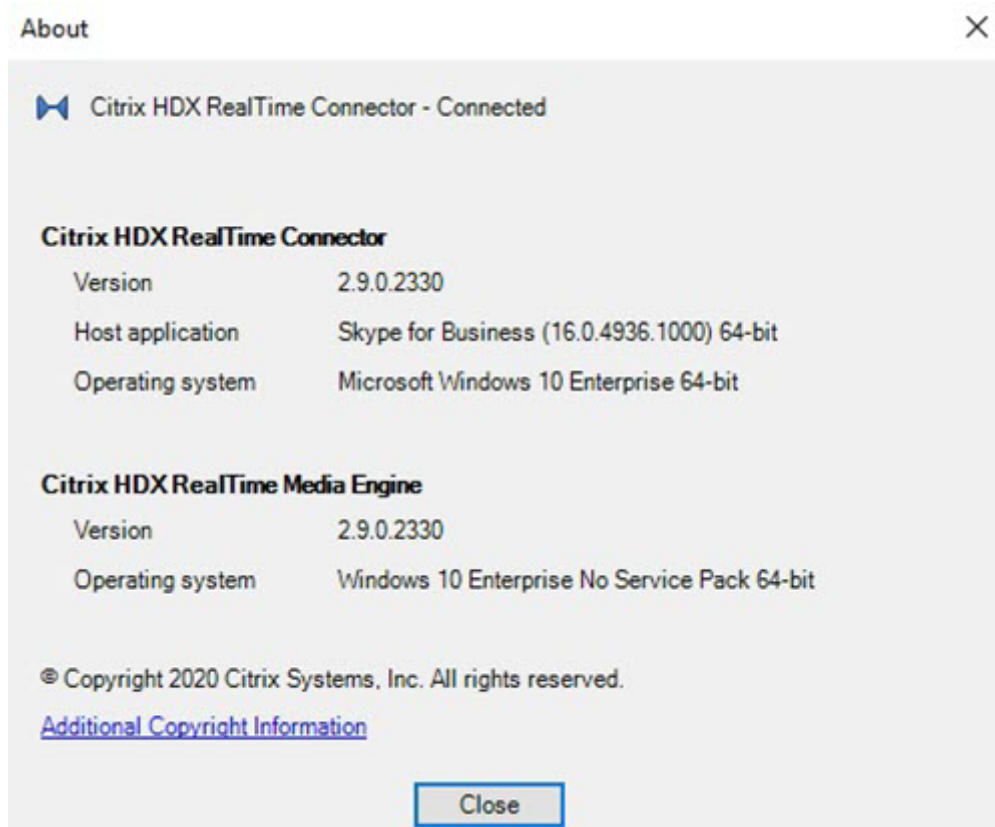 About
Citrix HDX RealTime Connector - Connected
Citrix HDX RealTime Connector
Version 2.9.0.2330
Host application Skype for Business (16.0.4936.1000) 64-bit
Operating system Microsoft Windows 10 Enterprise 64-bit
Citrix HDX RealTime Media Engine
Version 2.9.0.2330
Operating system Windows 10 Enterprise No Service Pack 64-bit
© Copyright 2020 Citrix Systems, Inc. All rights reserved.
Additional Copyright Information
Close